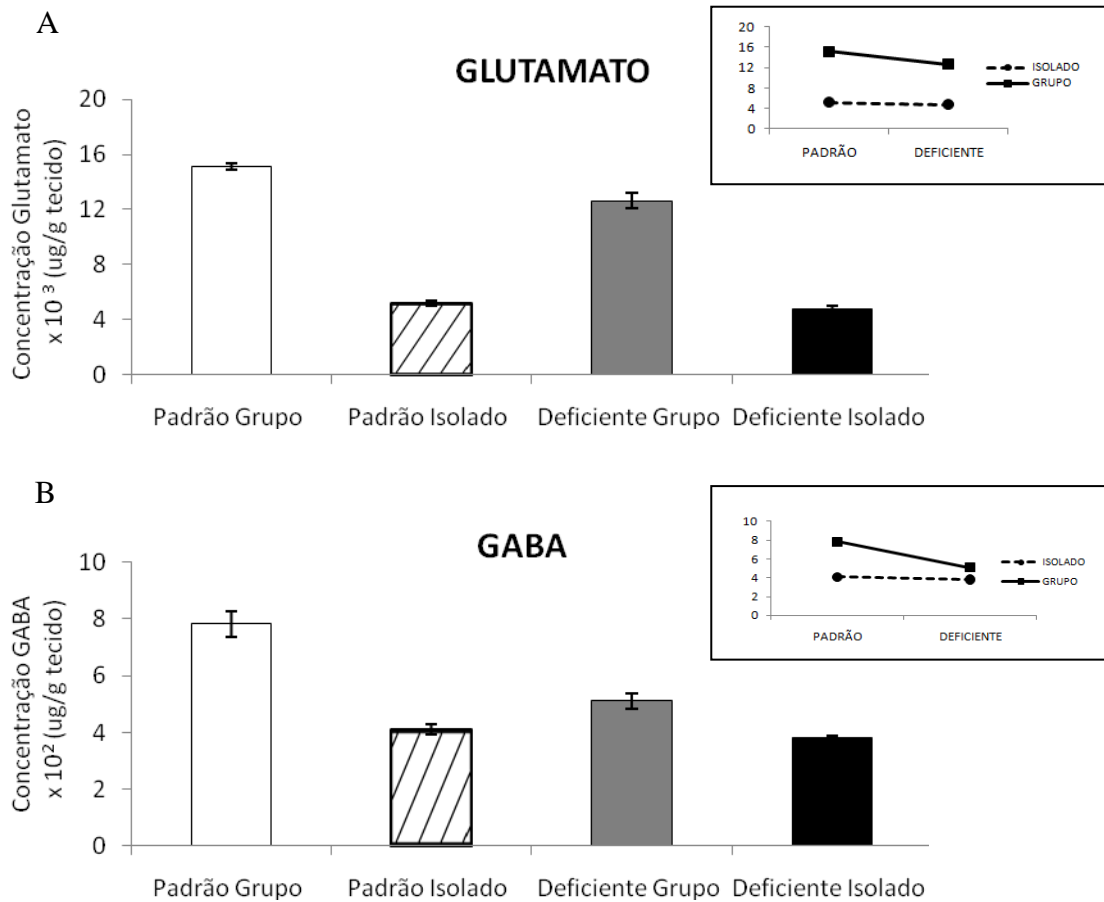 A
GLUTAMATO
Concentração Glutamato
x 10 ³ (ug/g tecido)
20
16
12
8
4
0
Padrão Grupo
Padrão Isolado
Deficiente Grupo
Deficiente Isolado
20
16
12
8
4
0
PADRÃO
DEFICIENTE
ISOLADO
GRUPO
B
GABA
Concentração GABA
x 10² (ug/g tecido)
10
8
6
4
2
0
Padrão Grupo
Padrão Isolado
Deficiente Grupo
Deficiente Isolado
10
8
6
4
2
0
PADRÃO
DEFICIENTE
ISOLADO
GRUPO